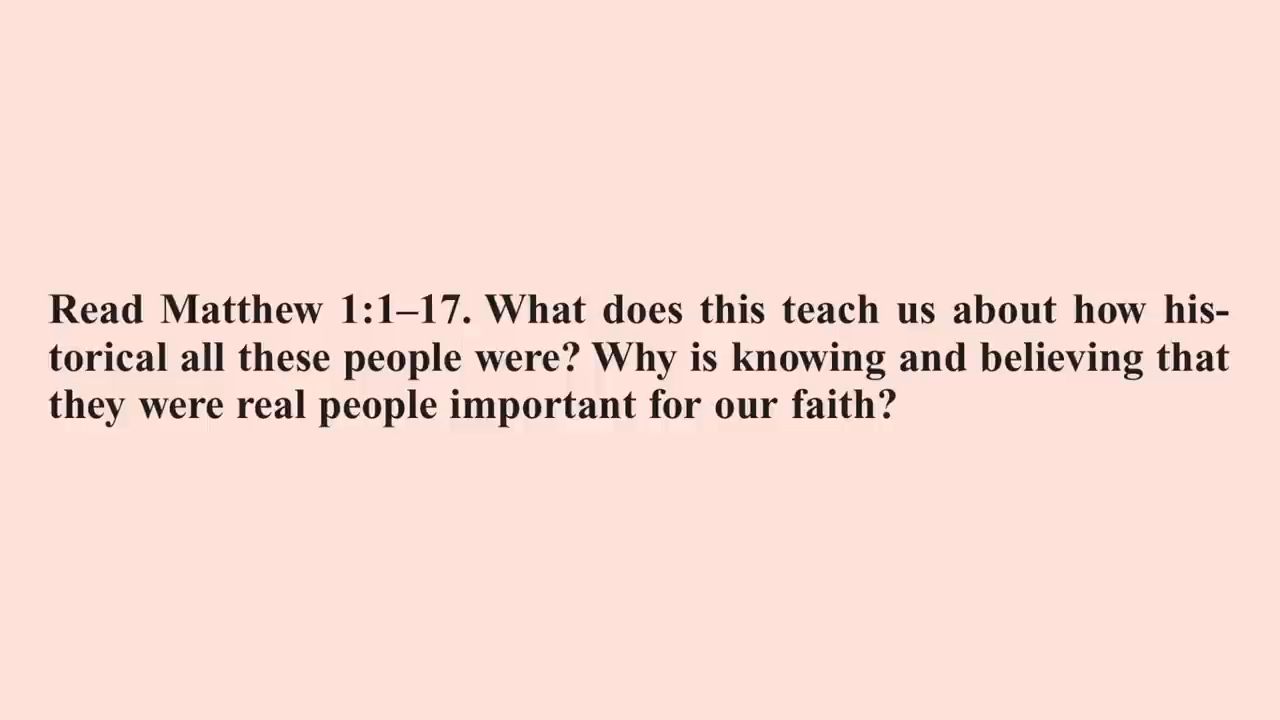 Read Matthew 1:1–17. What does this teach us about how his-
torical all these people were? Why is knowing and believing that
they were real people important for our faith?